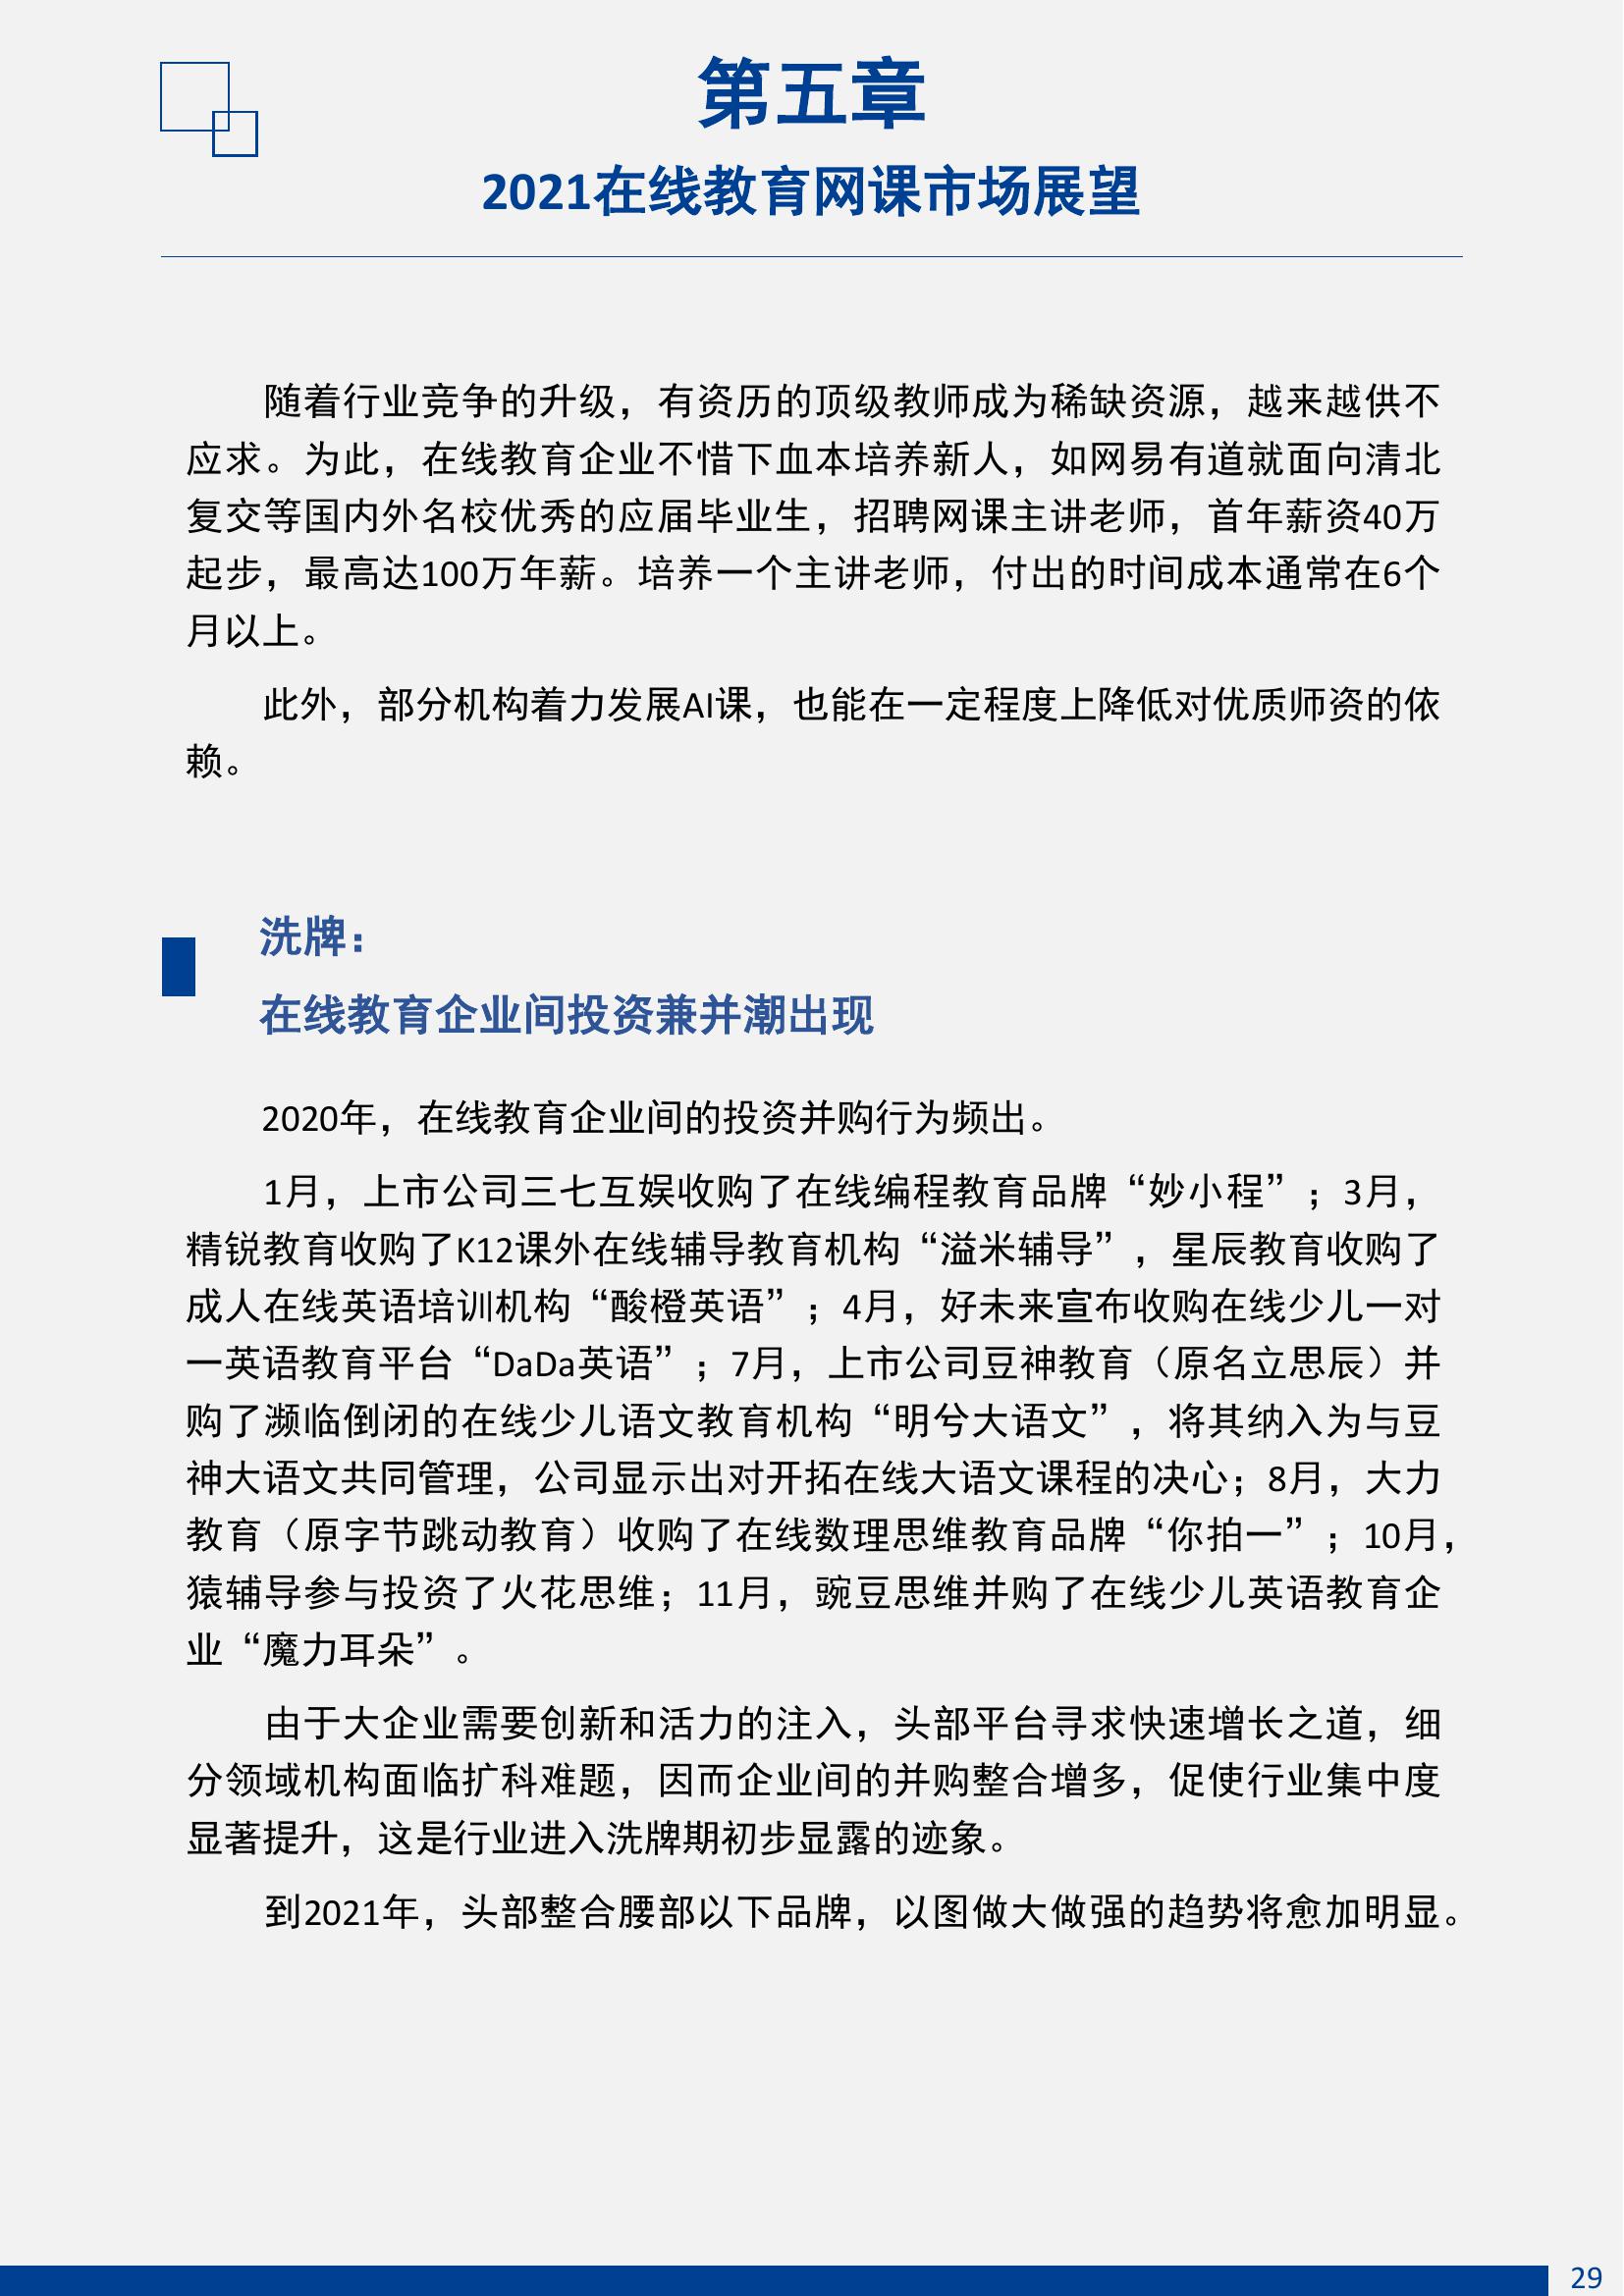 第五章
2021在线教育网课市场展望
随着行业竞争的升级，有资历的顶级教师成为稀缺资源，越来越供不
应求。为此，在线教育企业不惜下血本培养新人，如网易有道就面向清北
复交等国内外名校优秀的应届毕业生，招聘网课主讲老师，首年薪资40万
起步，最高达100万年薪。培养一个主讲老师，付出的时间成本通常在6个
月以上。
此外，部分机构着力发展AI课，也能在一定程度上降低对优质师资的依
赖。
洗牌：
在线教育企业间投资兼并潮出现
2020年，在线教育企业间的投资并购行为频出。
1月，上市公司三七互娱收购了在线编程教育品牌“妙小程”；3月，
精锐教育收购了K12课外在线辅导教育机构“溢米辅导”，星辰教育收购了
成人在线英语培训机构“酸橙英语”；4月，好未来宣布收购在线少儿一对
一英语教育平台“DaDa英语”；7月，上市公司豆神教育（原名立思辰）并
购了濒临倒闭的在线少儿语文教育机构“明兮大语文”，将其纳入为与豆
神大语文共同管理，公司显示出对开拓在线大语文课程的决心；8月，大力
教育（原字节跳动教育）收购了在线数理思维教育品牌“你拍一”；10月，
猿辅导参与投资了火花思维；11月，豌豆思维并购了在线少儿英语教育企
业“魔力耳朵”。
由于大企业需要创新和活力的注入，头部平台寻求快速增长之道，细
分领域机构面临扩科难题，因而企业间的并购整合增多，促使行业集中度
显著提升，这是行业进入洗牌期初步显露的迹象。
到2021年，头部整合腰部以下品牌，以图做大做强的趋势将愈加明显。
29